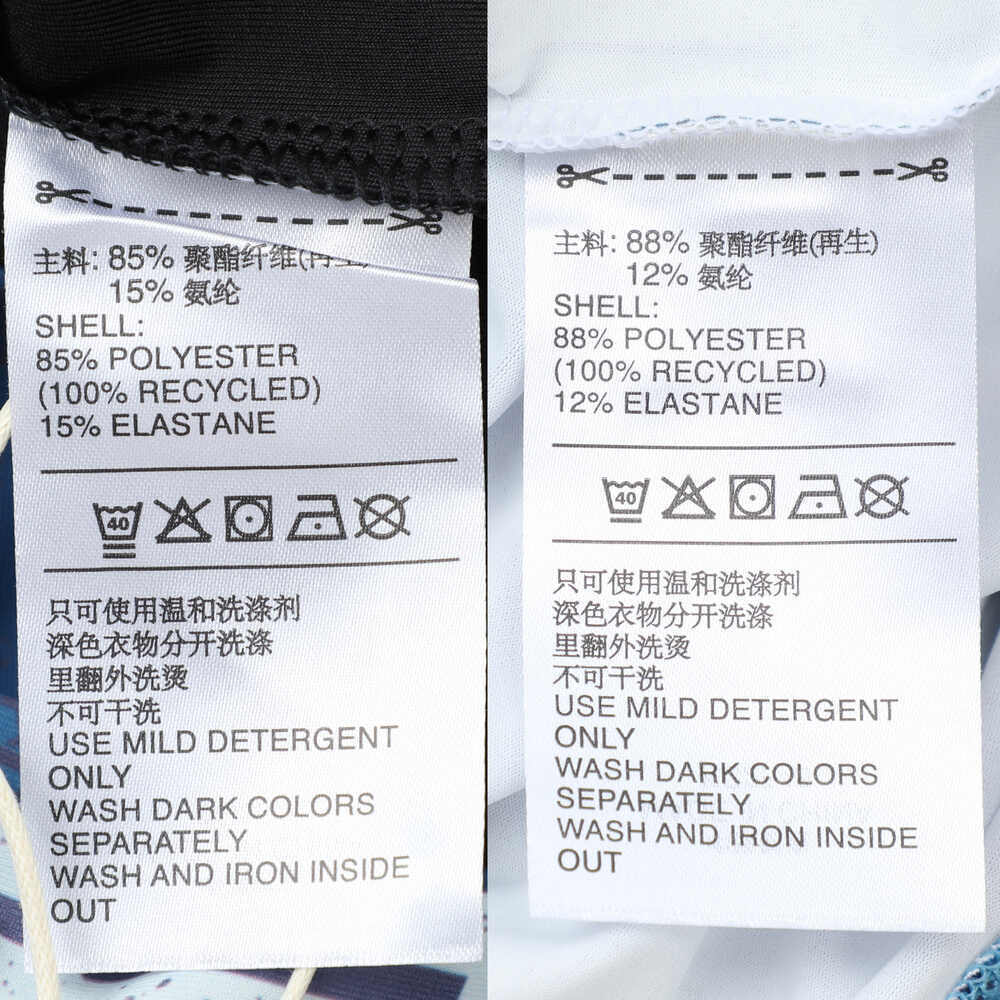 主料: 85% 聚酯纤维(再生)
15% 氨纶
SHELL:
85% POLYESTER
(100% RECYCLED)
15% ELASTANE
40
只可使用温和洗涤剂
深色衣物分开洗涤
里翻外洗烫
不可干洗
USE MILD DETERGENT
ONLY
WASH DARK COLORS
SEPARATELY
WASH AND IRON INSIDE
OUT
主料: 88% 聚酯纤维(再生)
12% 氨纶
SHELL:
88% POLYESTER
(100% RECYCLED)
12% ELASTANE
40
只可使用温和洗涤剂
深色衣物分开洗涤
里翻外洗烫
不可干洗
USE MILD DETERGENT
ONLY
WASH DARK COLORS
SEPARATELY
WASH AND IRON INSIDE
OUT